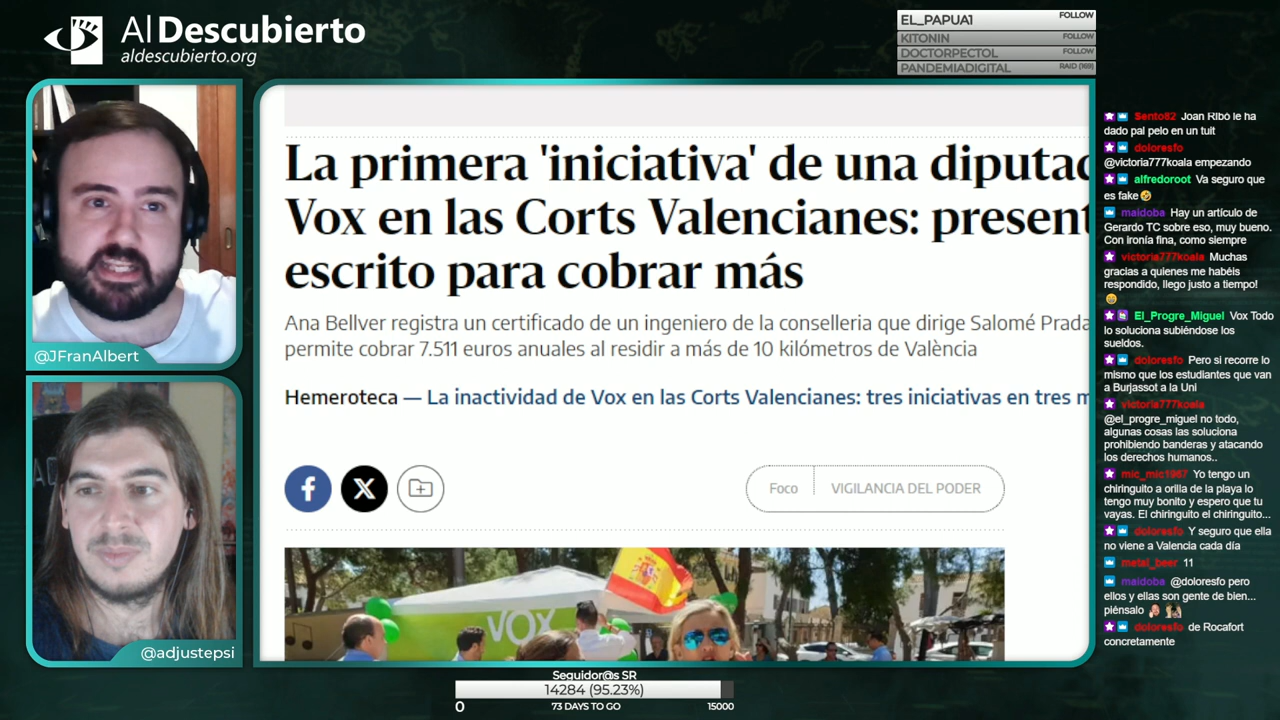 Al Descubierto
aldescubierto.org
EL_PAPUA1 FOLLOW
KITONIN FOLLOW
DOCTORPECTOL FOLLOW
PANDEMIADIGITAL RAID (169)
@JFranAlbert
@adjustepsi
La primera 'iniciativa' de una diputad
Vox en las Corts Valencianes: present
escrito para cobrar más
Ana Bellver registra un certificado de un ingeniero de la conselleria que dirige Salomé Prada
permite cobrar 7.511 euros anuales al residir a más de 10 kilómetros de València
Hemeroteca — La inactividad de Vox en las Corts Valencianes: tres iniciativas en tres m
Foco VIGILANCIA DEL PODER
VOX
Sento82 Joan Ribó le ha
dado pal pelo en un tuit
doloresfo
@victoria777koala empezando
alfredoroot Va seguro que
es fake🤣
maidoba Hay un artículo de
Gerardo TC sobre eso, muy bueno.
Con ironía fina, como siempre
victoria777koala Muchas
gracias a quienes me habéis
respondido, llego justo a tiempo!
El_Progre_Miguel Vox Todo
lo soluciona subiéndose los
sueldos.
doloresfo Pero si recorre lo
mismo que los estudiantes que van
a Burjassot a la Uni
victoria777koala
@el_progre_miguel no todo,
algunas cosas las soluciona
prohibiendo banderas y atacando
los derechos humanos..
mic_mic1967 Yo tengo un
chiringuito a orilla de la playa lo
tengo muy bonito y espero que tu
vayas. El chiringuito el chiringuito...
doloresfo Y seguro que ella
no viene a Valencia cada día
metal_beer 11
maidoba @doloresfo pero
ellos y ellas son gente de bien...
piénsalo
doloresfo de Rocafort
concretamente
Seguidor@s SR
14284 (95.23%)
0 73 DAYS TO GO 15000